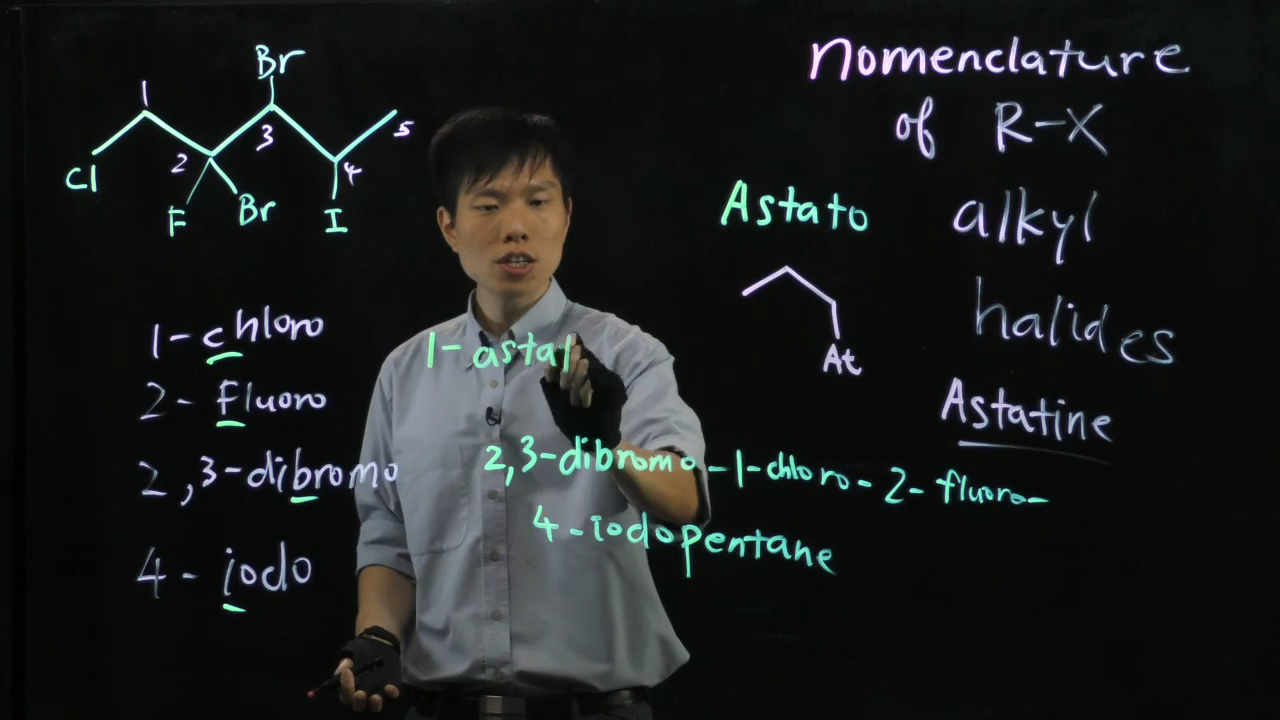 Br
1
2
3
4
5
Cl
F
Br
I
nomenclature
of R-X
alkyl
halides
Astatine
Astato
At
1-chloro
2-fluoro
2,3-dibromo
4-iodo
1-astat
2,3-dibromo-1-chloro-2-fluoro-
4-iodopentane